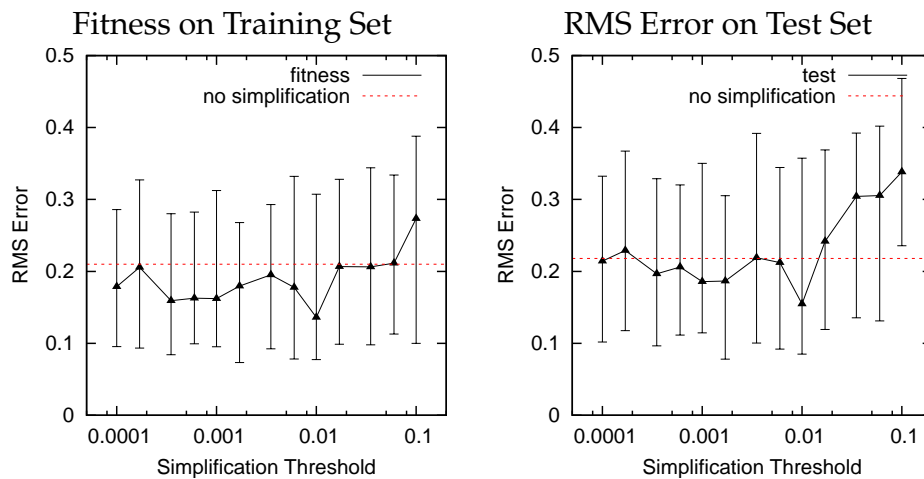 Fitness on Training Set
0.5
0.4
0.3
0.2
0.1
0
RMS Error
fitness
no simplification
0.0001 0.001 0.01 0.1
Simplification Threshold
RMS Error on Test Set
0.5
0.4
0.3
0.2
0.1
0
RMS Error
test
no simplification
0.0001 0.001 0.01 0.1
Simplification Threshold